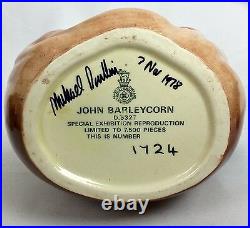 Michael Doulton
7 Nov 1978
JOHN BARLEYCORN
D.5327
SPECIAL EXHIBITION REPRODUCTION
LIMITED TO 7,500 PIECES
THIS IS NUMBER
1724